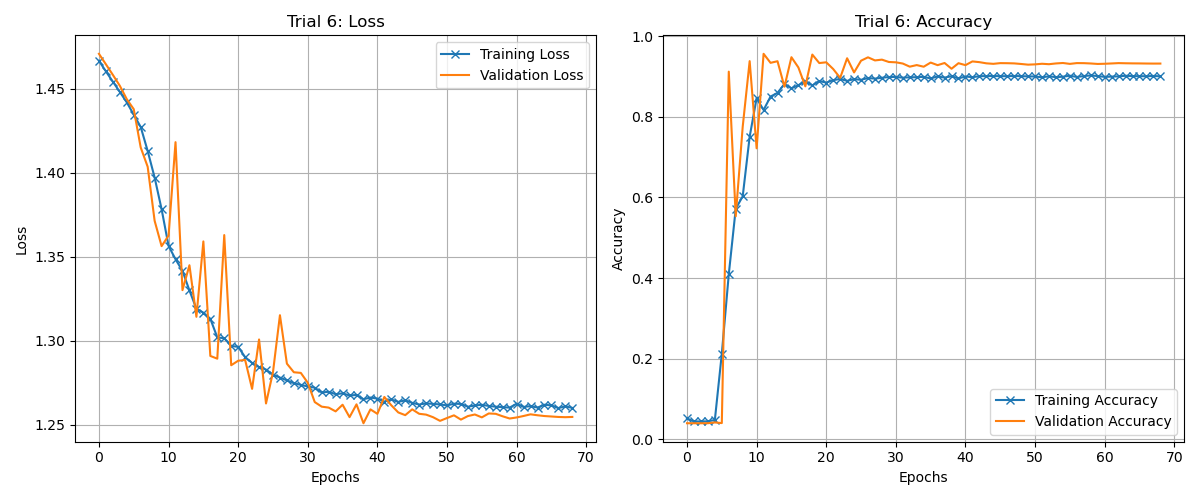 Trial 6: Loss
Loss
1.45
1.40
1.35
1.30
1.25
0 10 20 30 40 50 60 70
Epochs
Training Loss
Validation Loss
Trial 6: Accuracy
Accuracy
1.0
0.8
0.6
0.4
0.2
0.0
0 10 20 30 40 50 60 70
Epochs
Training Accuracy
Validation Accuracy